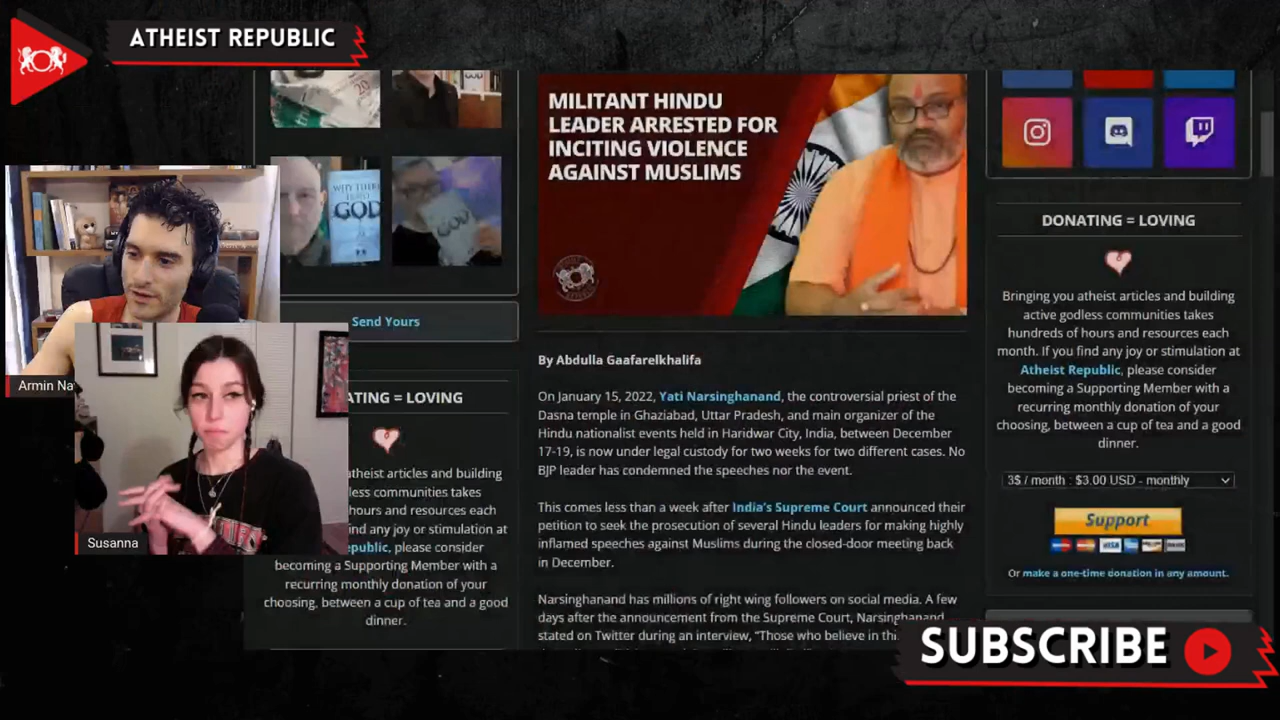 ATHEIST REPUBLIC
MILITANT HINDU
LEADER ARRESTED FOR
INCITING VIOLENCE
AGAINST MUSLIMS
GOD
Send Yours
Armin Na
Susanna
ATING = LOVING
atheist articles and building
less communities takes
hours and resources each
ind any joy or stimulation at
epublic, please consider
becoming a Supporting Member with a
recurring monthly donation of your
choosing, between a cup of tea and a good
dinner.
By Abdulla Gaafarelkhalifa
On January 15, 2022, Yati Narsinghanand, the controversial priest of the
Dasna temple in Ghaziabad, Uttar Pradesh, and main organizer of the
Hindu nationalist events held in Haridwar City, India, between December
17-19, is now under legal custody for two weeks for two different cases. No
BJP leader has condemned the speeches nor the event.
This comes less than a week after India's Supreme Court announced their
petition to seek the prosecution of several Hindu leaders for making highly
inflamed speeches against Muslims during the closed-door meeting back
in December.
Narsinghanand has millions of right wing followers on social media. A few
days after the announcement from the Supreme Court, Narsinghanand
stated on Twitter during an interview, "Those who believe in thi
DONATING = LOVING
Bringing you atheist articles and building
active godless communities takes
hundreds of hours and resources each
month. If you find any joy or stimulation at
Atheist Republic, please consider
becoming a Supporting Member with a
recurring monthly donation of your
choosing, between a cup of tea and a good
dinner.
3$ / month : $3.00 USD - monthly
Support
VISA
Or make a one-time donation in any amount.
SUBSCRIBE